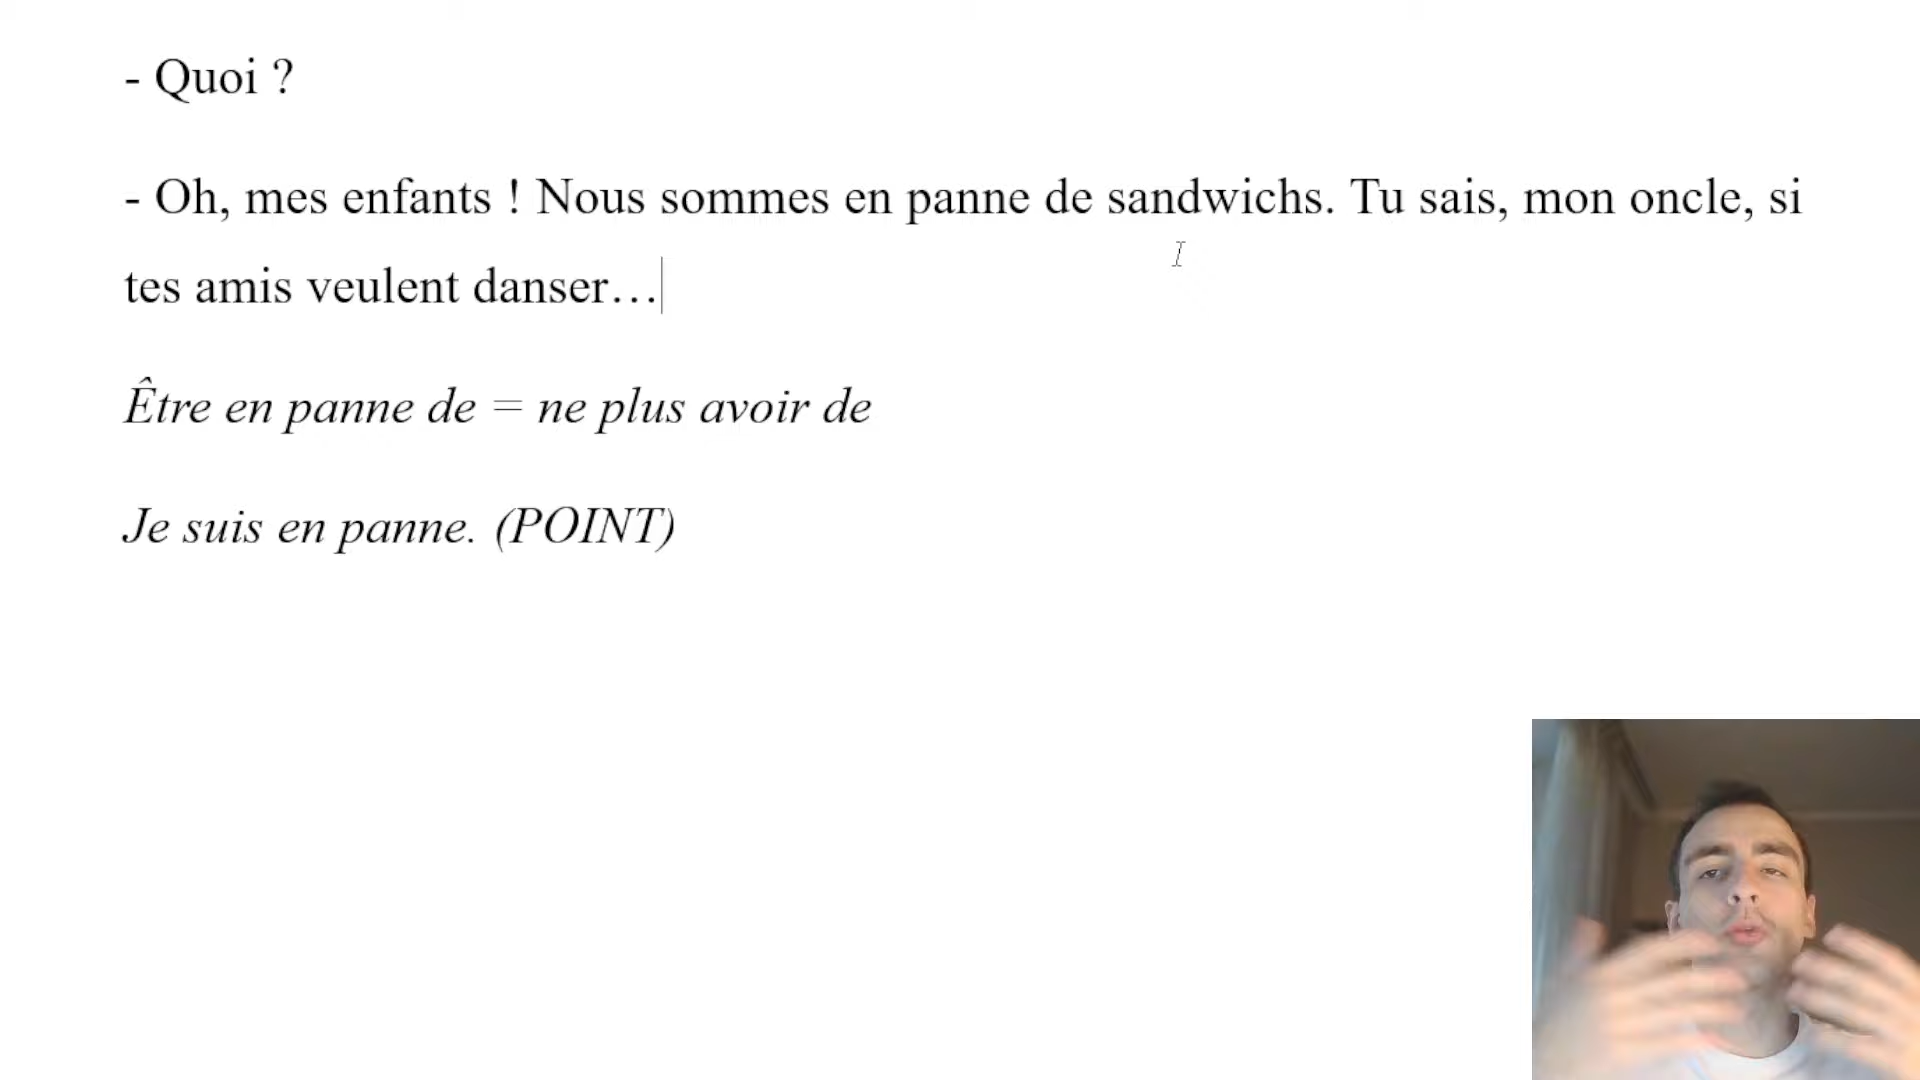 - Quoi ?
- Oh, mes enfants ! Nous sommes en panne de sandwichs. Tu sais, mon oncle, si
tes amis veulent danser…
Être en panne de = ne plus avoir de
Je suis en panne. (POINT)